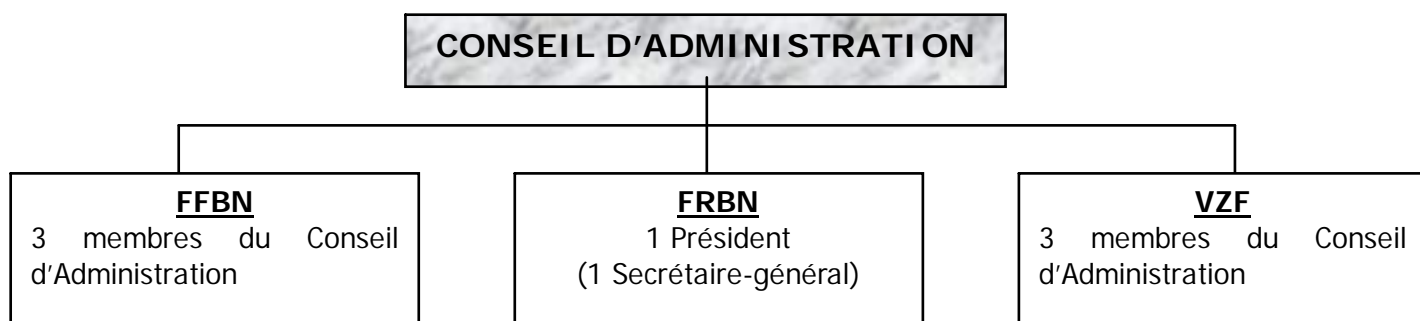 CONSEIL D'ADMINISTRATION
FFBN
3 membres du Conseil
d'Administration
FRBN
1 Président
(1 Secrétaire-général)
VZF
3 membres du Conseil
d'Administration